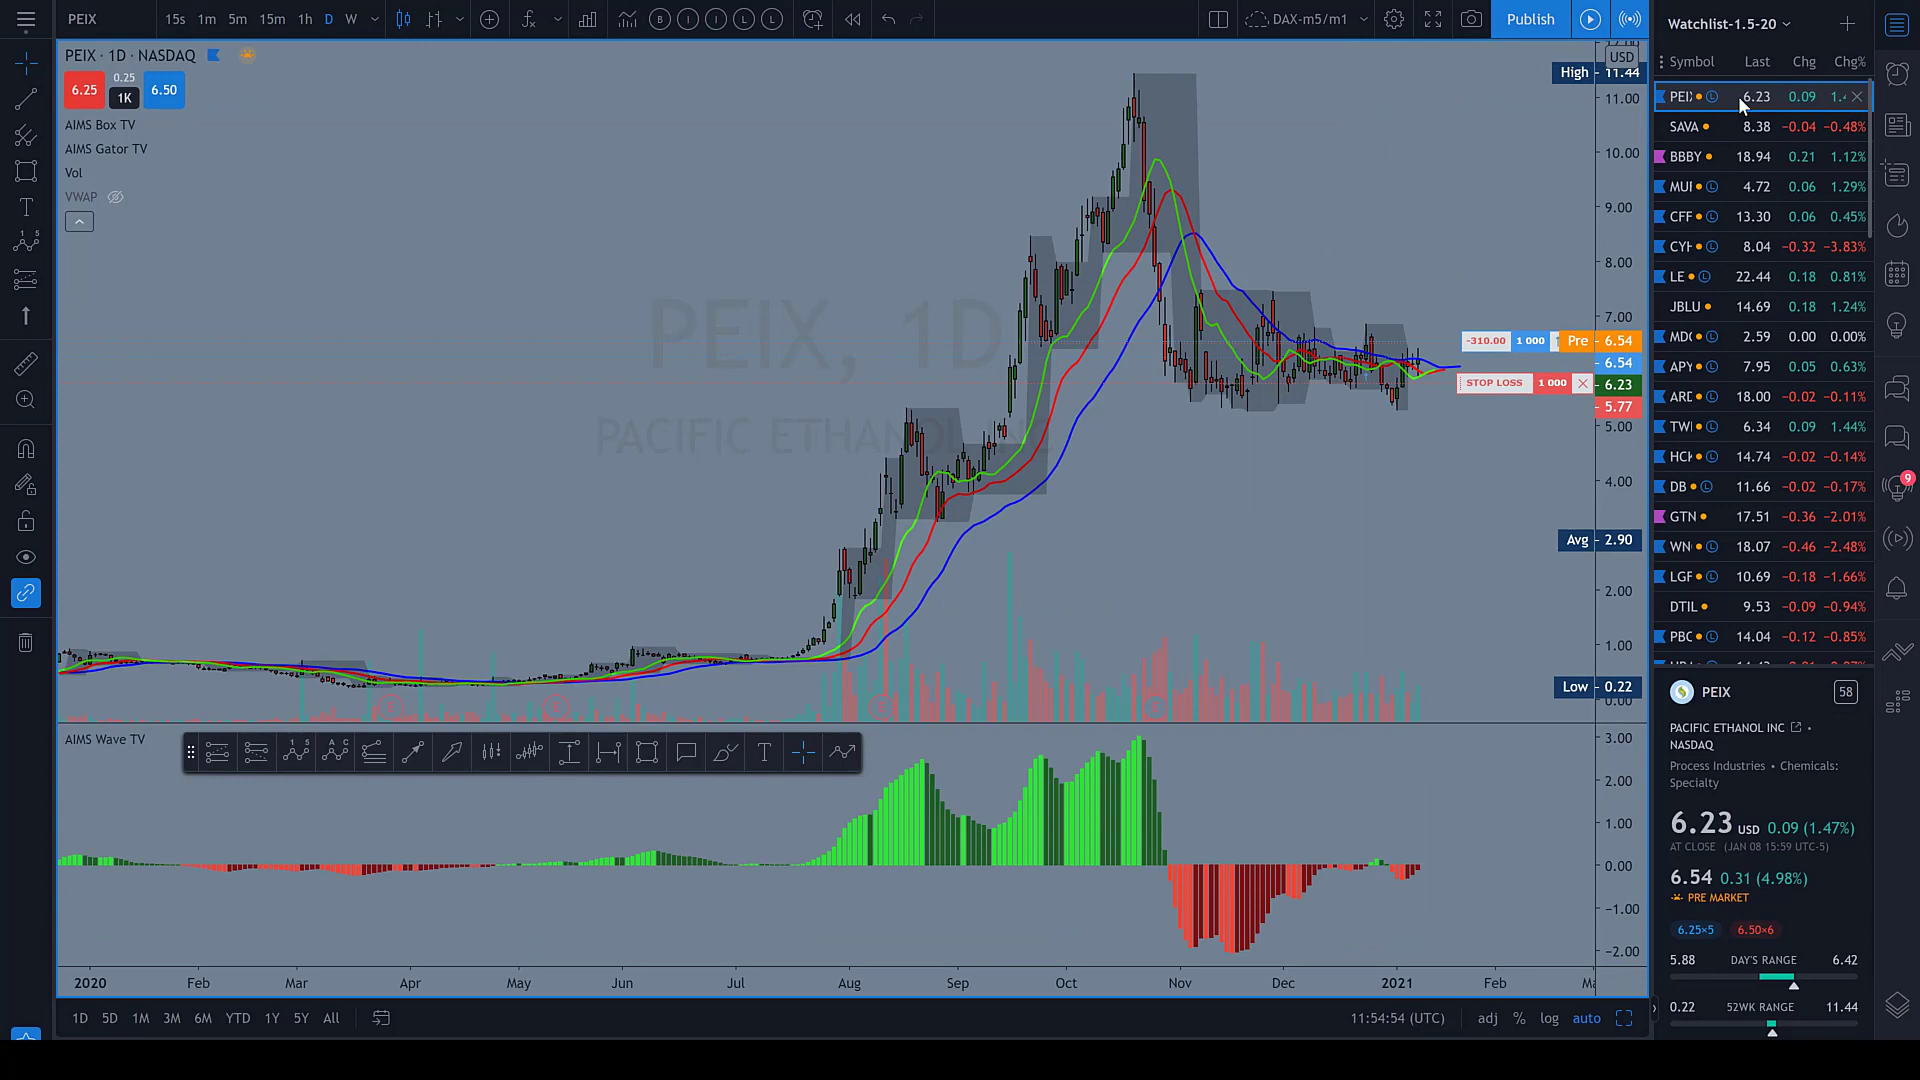 PEIX 15s 1m 5m 15m 1h D W B I I L L DAX-m5/m1 Publish
PEIX · 1D · NASDAQ
6.25 0.25 1K 6.50
AIMS Box TV
AIMS Gator TV
Vol
VWAP
PEIX, 1D
PACIFIC ETHANOL INC
USD
High 11.44
11.00
10.00
9.00
8.00
7.00
-310.00 1 000 Pre 6.54
6.54
STOP LOSS 1 000 6.23
5.77
5.00
4.00
Avg 2.90
2.00
1.00
Low 0.22
0.00
E E E E
AIMS Wave TV
3.00
2.00
1.00
0.00
−1.00
−2.00
2020 Feb Mar Apr May Jun Jul Aug Sep Oct Nov Dec 2021 Feb
1D 5D 1M 3M 6M YTD 1Y 5Y All 11:54:54 (UTC) adj % log auto
Watchlist-1.5-20
Symbol Last Chg Chg%
PEI 6.23 0.09 1.4
SAVA 8.38 −0.04 −0.48%
BBBY 18.94 0.21 1.12%
MUI 4.72 0.06 1.29%
CFF 13.30 0.06 0.45%
CYH 8.04 −0.32 −3.83%
LE 22.44 0.18 0.81%
JBLU 14.69 0.18 1.24%
MDC 2.59 0.00 0.00%
APY 7.95 0.05 0.63%
ARD 18.00 −0.02 −0.11%
TWI 6.34 0.09 1.44%
HCK 14.74 −0.02 −0.14%
DB 11.66 −0.02 −0.17%
GTN 17.51 −0.36 −2.01%
WN 18.07 −0.46 −2.48%
LGF 10.69 −0.18 −1.66%
DTIL 9.53 −0.09 −0.94%
PBC 14.04 −0.12 −0.85%
9
PEIX 58
PACIFIC ETHANOL INC •
NASDAQ
Process Industries • Chemicals:
Specialty
6.23 USD 0.09 (1.47%)
AT CLOSE (JAN 08 15:59 UTC-5)
6.54 0.31 (4.98%)
PRE MARKET
6.25×5 6.50×6
5.88 DAY'S RANGE 6.42
0.22 52WK RANGE 11.44